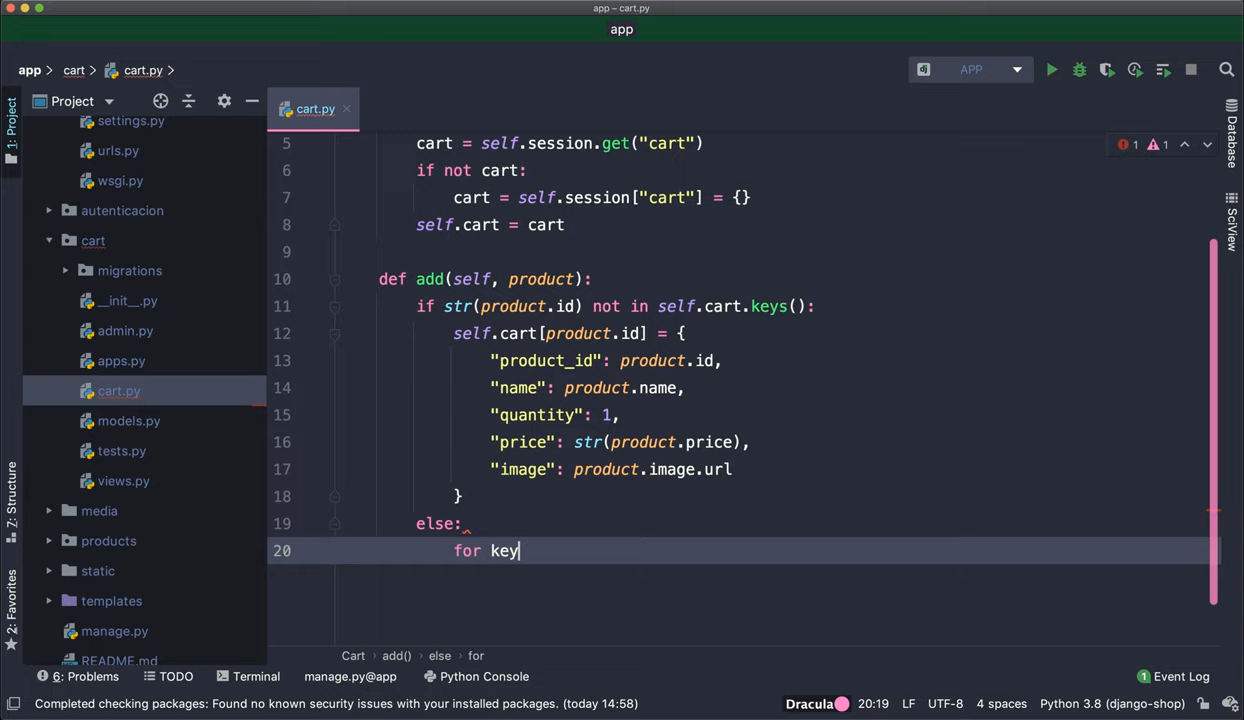 app – cart.py
app
app
cart
cart.py
APP
1: Project
Project
cart.py
settings.py
urls.py
wsgi.py
autenticacion
cart
migrations
__init__.py
admin.py
apps.py
cart.py
models.py
tests.py
views.py
media
products
static
templates
manage.py
README.md
Z: Structure
2: Favorites
5 cart = self.session.get("cart")
6 if not cart:
7 cart = self.session["cart"] = {}
8 self.cart = cart
9
10 def add(self, product):
11 if str(product.id) not in self.cart.keys():
12 self.cart[product.id] = {
13 "product_id": product.id,
14 "name": product.name,
15 "quantity": 1,
16 "price": str(product.price),
17 "image": product.image.url
18 }
19 else:
20 for key
1 1
Database
SciView
Cart add() else for
6: Problems TODO Terminal manage.py@app Python Console 1 Event Log
Completed checking packages: Found no known security issues with your packages. (today 14:58) Dracula 20:19 LF UTF-8 4 spaces Python 3.8 (django-shop)